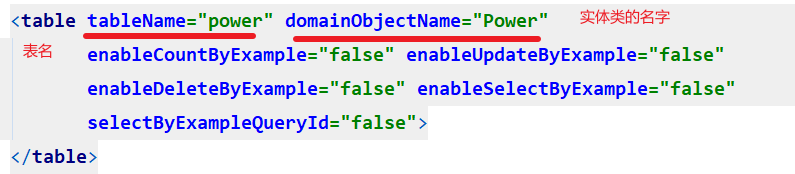 <table tableName="power" domainObjectName="Power" 实体类的名字
表名 enableCountByExample="false" enableUpdateByExample="false"
enableDeleteByExample="false" enableSelectByExample="false"
selectByExampleQueryId="false">
</table>